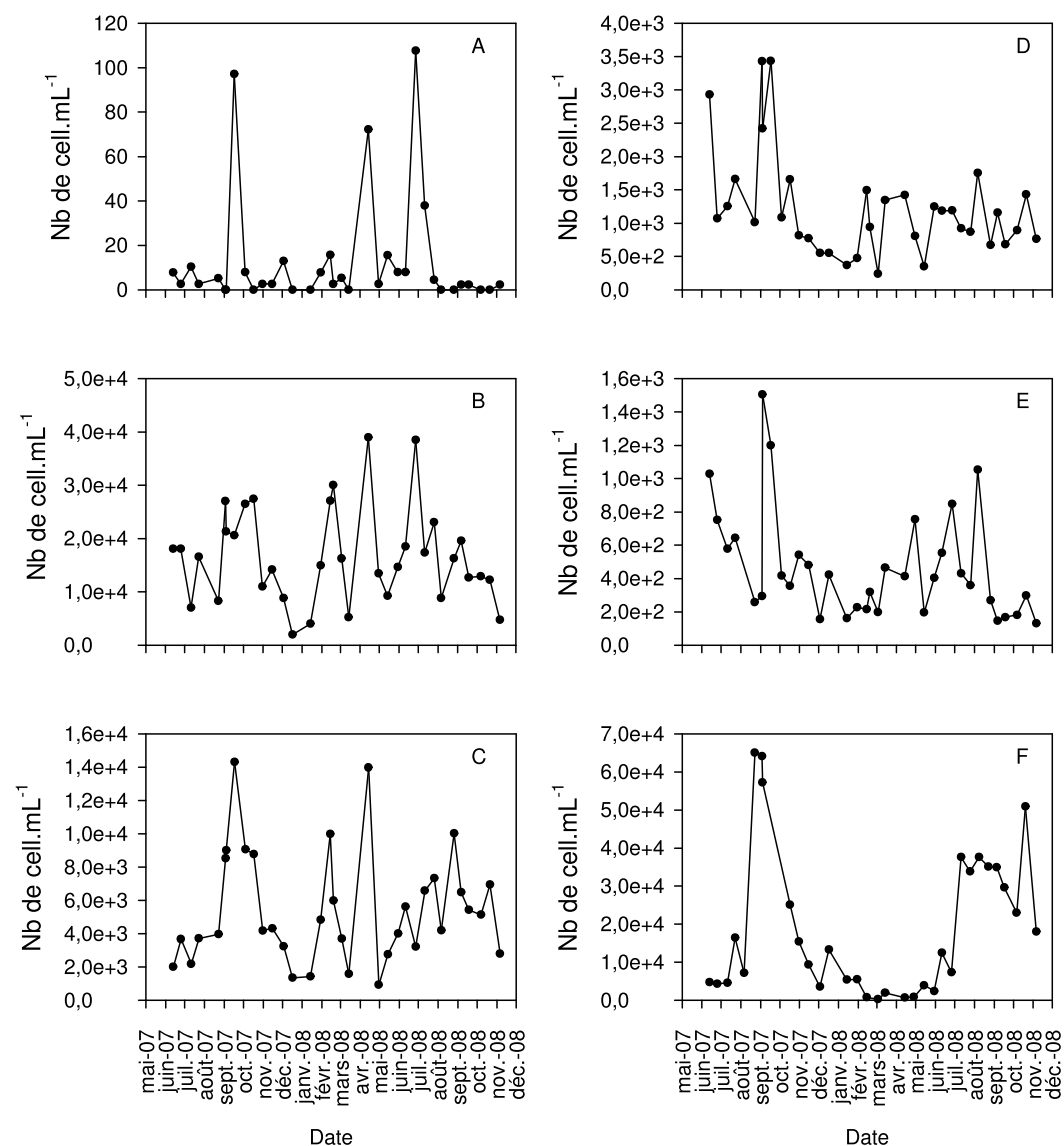 A
120
100
80
60
40
20
0
Nb de cell.mL-1
D
4,0e+3
3,5e+3
3,0e+3
2,5e+3
2,0e+3
1,5e+3
1,0e+3
5,0e+2
0,0
Nb de cell.mL-1
B
5,0e+4
4,0e+4
3,0e+4
2,0e+4
1,0e+4
0,0
Nb de cell.mL-1
E
1,6e+3
1,4e+3
1,2e+3
1,0e+3
8,0e+2
6,0e+2
4,0e+2
2,0e+2
0,0
Nb de cell.mL-1
C
1,6e+4
1,4e+4
1,2e+4
1,0e+4
8,0e+3
6,0e+3
4,0e+3
2,0e+3
0,0
Nb de cell.mL-1
mai-07
juin-07
juil.-07
août-07
sept.-07
oct.-07
nov.-07
déc.-07
janv.-08
févr.-08
mars-08
avr.-08
mai-08
juin-08
juil.-08
août-08
sept.-08
oct.-08
nov.-08
déc.-08
Date
F
7,0e+4
6,0e+4
5,0e+4
4,0e+4
3,0e+4
2,0e+4
1,0e+4
0,0
Nb de cell.mL-1
mai-07
juin-07
juil.-07
août-07
sept.-07
oct.-07
nov.-07
déc.-07
janv.-08
févr.-08
mars-08
avr.-08
mai-08
juin-08
juil.-08
août-08
sept.-08
oct.-08
nov.-08
déc.-08
Date